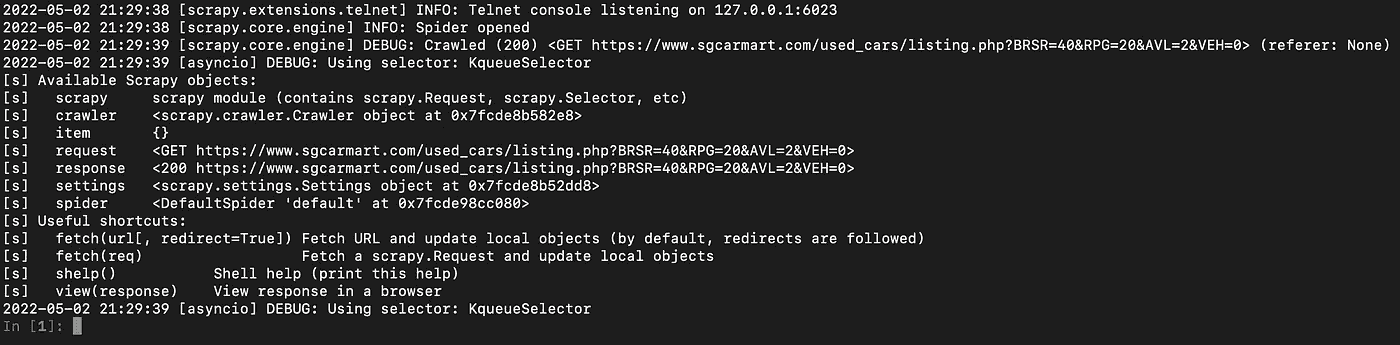 2022-05-02 21:29:38 [scrapy.extensions.telnet] INFO: Telnet console listening on 127.0.0.1:6023
2022-05-02 21:29:38 [scrapy.core.engine] INFO: Spider opened
2022-05-02 21:29:39 [scrapy.core.engine] DEBUG: Crawled (200) <GET https://www.sgcarmart.com/used_cars/listing.php?BRSR=40&RPG=20&AVL=2&VEH=0> (referer: None)
2022-05-02 21:29:39 [asyncio] DEBUG: Using selector: KqueueSelector
[s] Available Scrapy objects:
[s]   scrapy     scrapy module (contains scrapy.Request, scrapy.Selector, etc)
[s]   crawler    <scrapy.crawler.Crawler object at 0x7fcde8b582e8>
[s]   item       {}
[s]   request    <GET https://www.sgcarmart.com/used_cars/listing.php?BRSR=40&RPG=20&AVL=2&VEH=0>
[s]   response   <200 https://www.sgcarmart.com/used_cars/listing.php?BRSR=40&RPG=20&AVL=2&VEH=0>
[s]   settings   <scrapy.settings.Settings object at 0x7fcde8b52dd8>
[s]   spider     <DefaultSpider 'default' at 0x7fcde98cc080>
[s] Useful shortcuts:
[s]   fetch(url[, redirect=True]) Fetch URL and update local objects (by default, redirects are followed)
[s]   fetch(req)                  Fetch a scrapy.Request and update local objects
[s]   shelp()           Shell help (print this help)
[s]   view(response)    View response in a browser
2022-05-02 21:29:39 [asyncio] DEBUG: Using selector: KqueueSelector
In [1]: